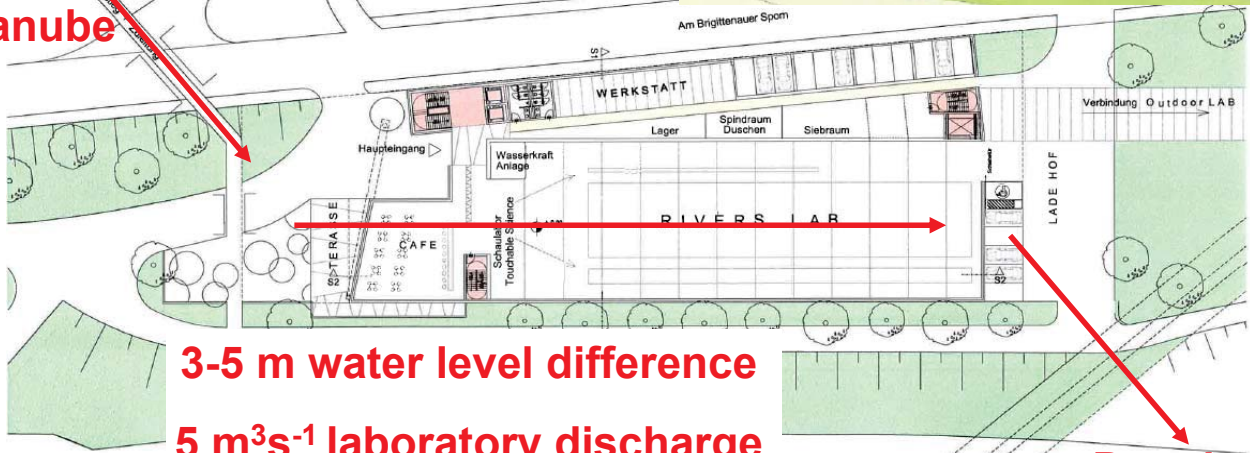 anube
Am Brigittenauer Sporn
S1
WERKSTATT
Verbindung Outdoor LAB
Lager
Spindraum
Duschen
Siebraum
Haupteingang
Wasserkraft
Anlage
TERASSE
CAFE
Schaulabor
Touchable Science
RIVERS LAB
LADE HOF
S2
S2
3-5 m water level difference
5 m³s⁻¹ laboratory discharge